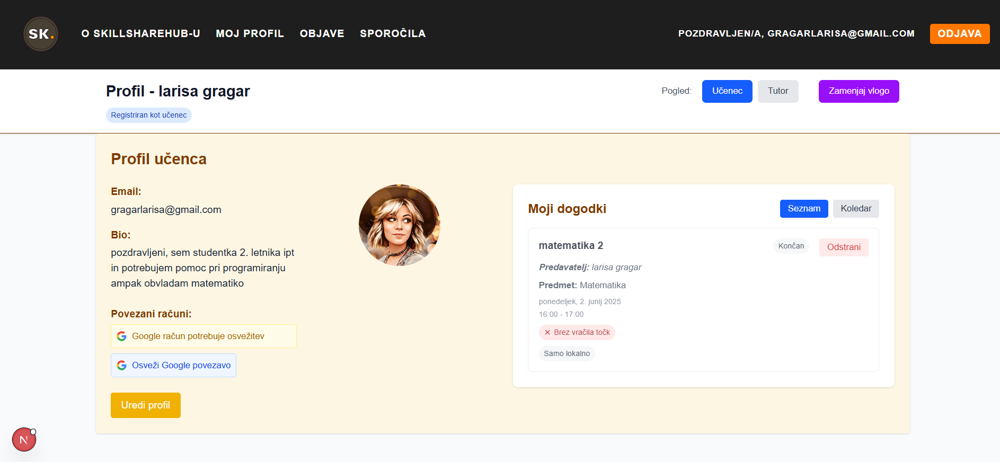 SK.
O SKILLSHAREHUB-U
MOJ PROFIL
OBJAVE
SPOROČILA
POZDRAVLJEN/A, GRAGARLARISA@GMAIL.COM
ODJAVA
Profil - larisa gragar
Registriran kot učenec
Pogled:
Učenec
Tutor
Zamenjaj vlogo
Profil učenca
Email:
gragarlarisa@gmail.com
Bio:
pozdravljeni, sem studentka 2. letnika ipt
in potrebujem pomoc pri programiranju
ampak obvladam matematiko
Povezani računi:
Google račun potrebuje osvežitev
Osveži Google povezavo
Uredi profil
Moji dogodki
Seznam
Koledar
matematika 2
Končan
Odstrani
Predavatelj: larisa gragar
Predmet: Matematika
ponedeljek, 2. junij 2025
16:00 - 17:00
✕ Brez vračila točk
Samo lokalno
N